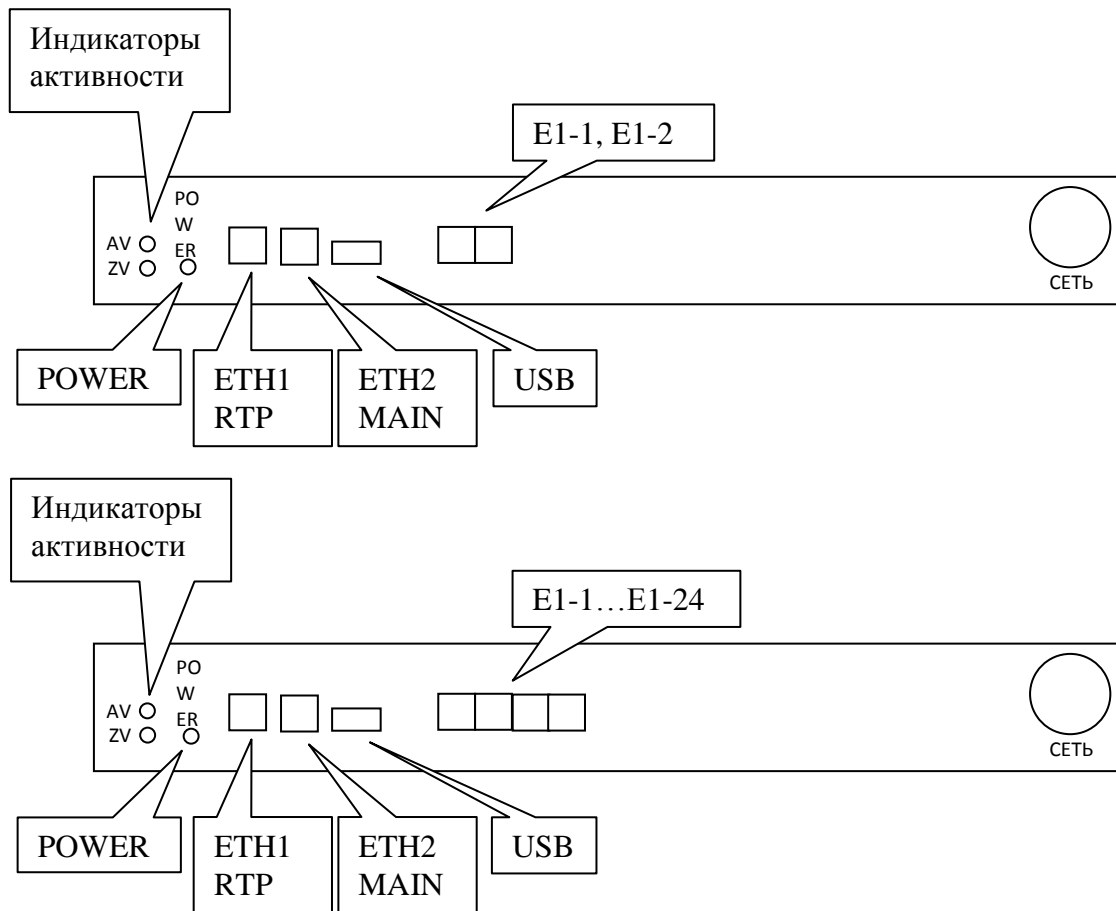 Индикаторы
активности
E1-1, E1-2
PO
W
ER
AV
ZV
СЕТЬ
POWER
ETH1
RTP
ETH2
MAIN
USB
Индикаторы
активности
E1-1…E1-24
PO
W
ER
AV
ZV
СЕТЬ
POWER
ETH1
RTP
ETH2
MAIN
USB